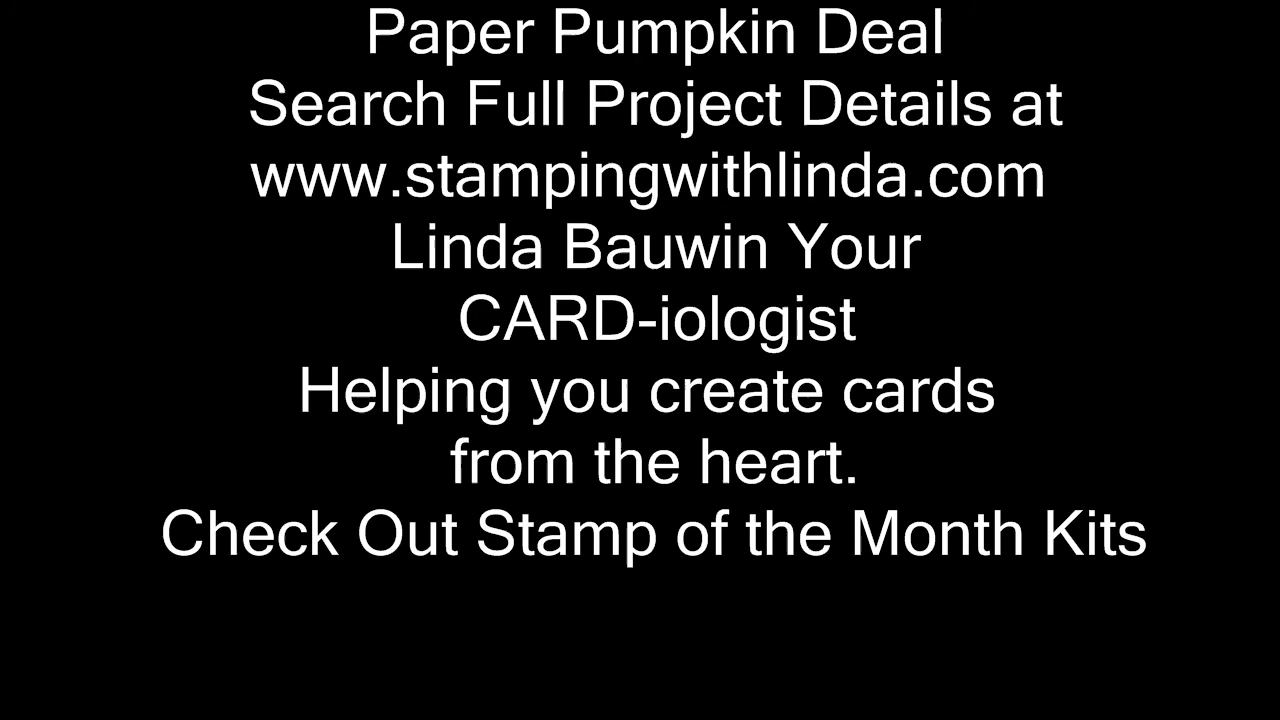 Paper Pumpkin Deal
Search Full Project Details at
www.stampingwithlinda.com
Linda Bauwin Your
CARD-iologist
Helping you create cards
from the heart.
Check Out Stamp of the Month Kits